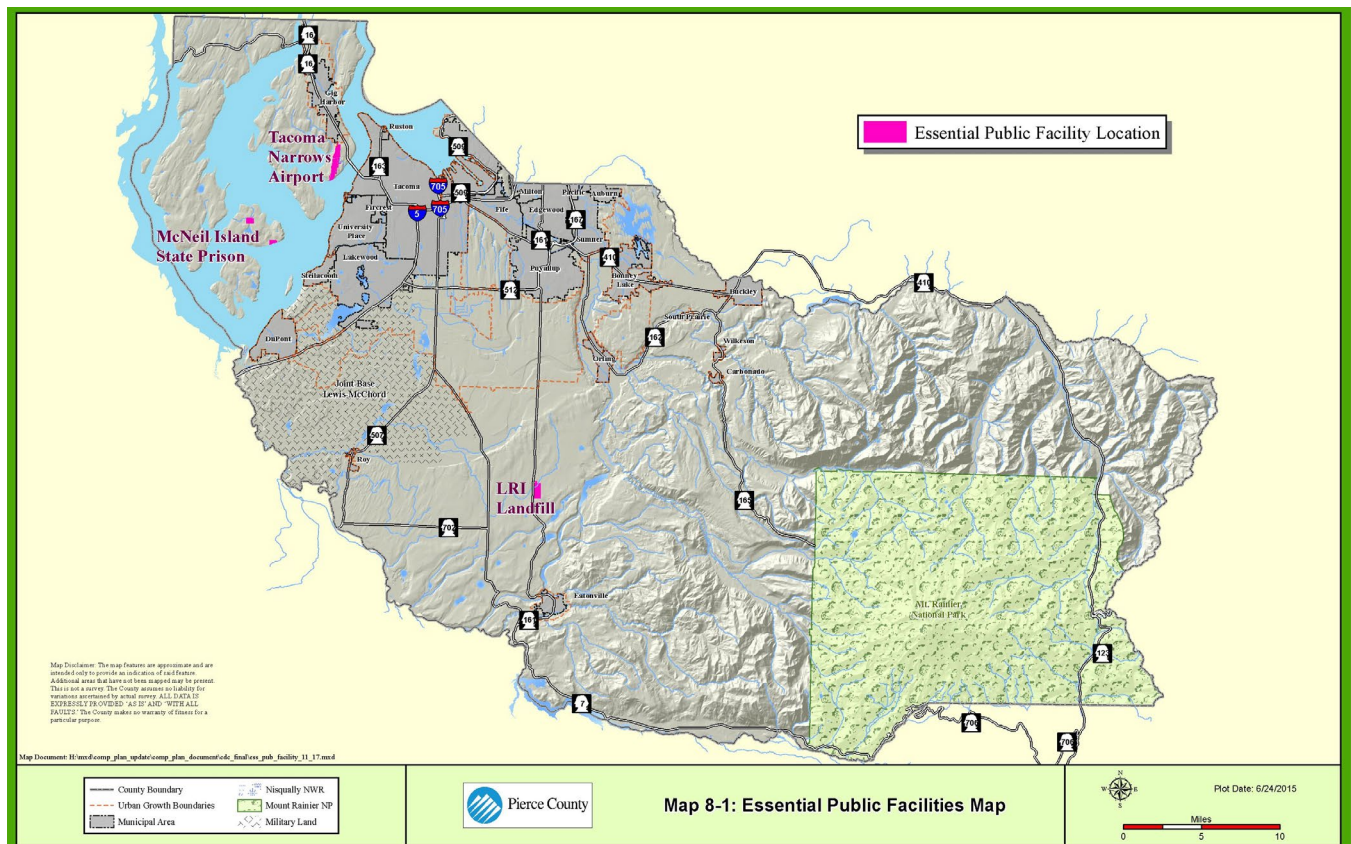 16
16
Gig
Harbor
Essential Public Facility Location
Ruston
Tacoma
Narrows
Airport
509
163
Tacoma
705
509
Milton
Pacific
Auburn
Fircrest
5
705
Fife
Edgewood
167
University
Place
161
Sumner
McNeil Island
State Prison
Lakewood
410
Puyallup
Steilacoom
Bonney
Lake
410
512
Buckley
South Prairie
DuPont
162
Wilkeson
Orting
Carbonado
Joint Base
Lewis-McChord
507
Roy
LRI
Landfill
165
702
Eatonville
Mt. Rainier
National Park
161
123
7
706
706
Map Disclaimer: The map features are approximate and are
intended only to provide an indication of said feature.
Additional areas that have not been mapped may be present.
This is not a survey. The County assumes no liability for
variations ascertained by actual survey. ALL DATA IS
EXPRESSLY PROVIDED 'AS IS' AND 'WITH ALL
FAULTS.' The County makes no warranty of fitness for a
particular purpose.
Map Document: H:\mxd\comp_plan_update\comp_plan_document\cdc_final\ess_pub_facility_11_17.mxd
County Boundary
Urban Growth Boundaries
Municipal Area
Nisqually NWR
Mount Rainier NP
Military Land
Pierce County
Map 8-1: Essential Public Facilities Map
N
W
E
S
Plot Date: 6/24/2015
Miles
0 5 10